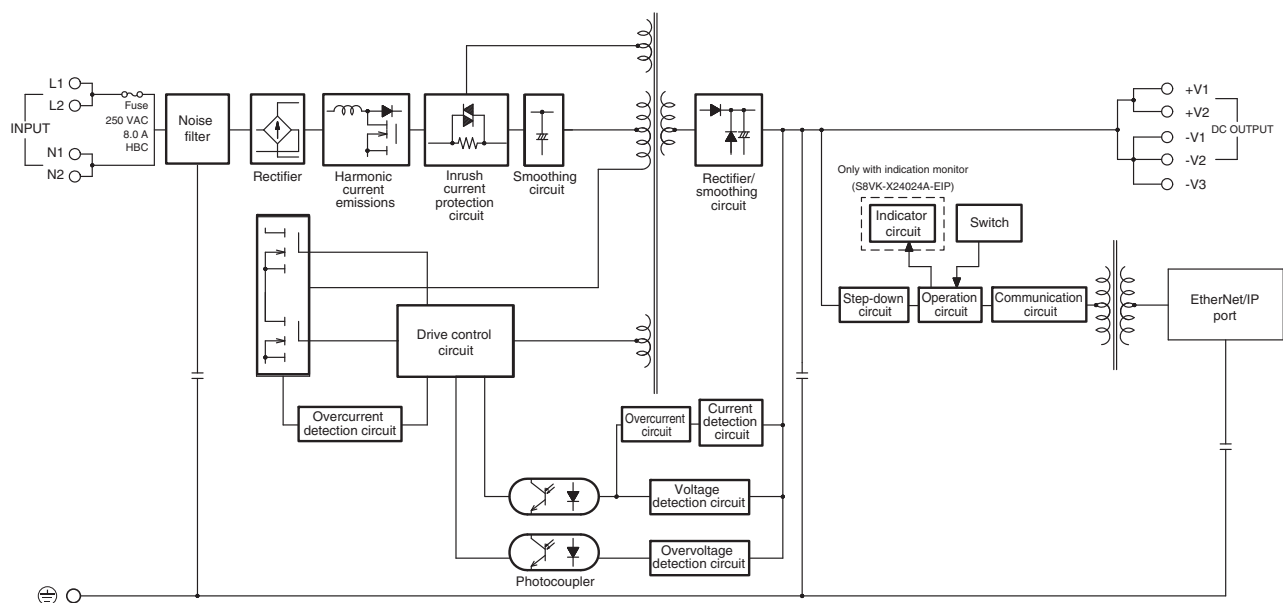 L1
L2
INPUT
N1
N2
Fuse
250 VAC
8.0 A
HBC
Noise
filter
Rectifier
Harmonic
current
emissions
Inrush
current
protection
circuit
Smoothing
circuit
Rectifier/
smoothing
circuit
+V1
+V2
-V1
-V2
-V3
DC OUTPUT
Only with indication monitor
(S8VK-X24024A-EIP)
Indicator
circuit
Switch
Step-down
circuit
Operation
circuit
Communication
circuit
EtherNet/IP
port
Drive control
circuit
Overcurrent
detection circuit
Overcurrent
circuit
Current
detection
circuit
Voltage
detection circuit
Overvoltage
detection circuit
Photocoupler